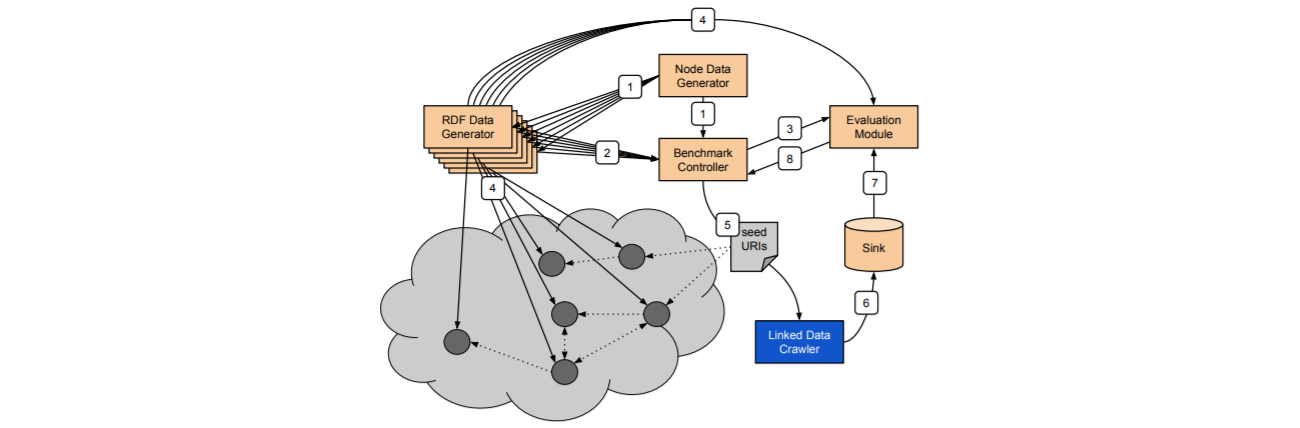 4
Node Data
Generator
1
1
RDF Data
Generator
3
Evaluation
Module
2
Benchmark
Controller
8
4
7
5
seed
URIs
Sink
6
Linked Data
Crawler